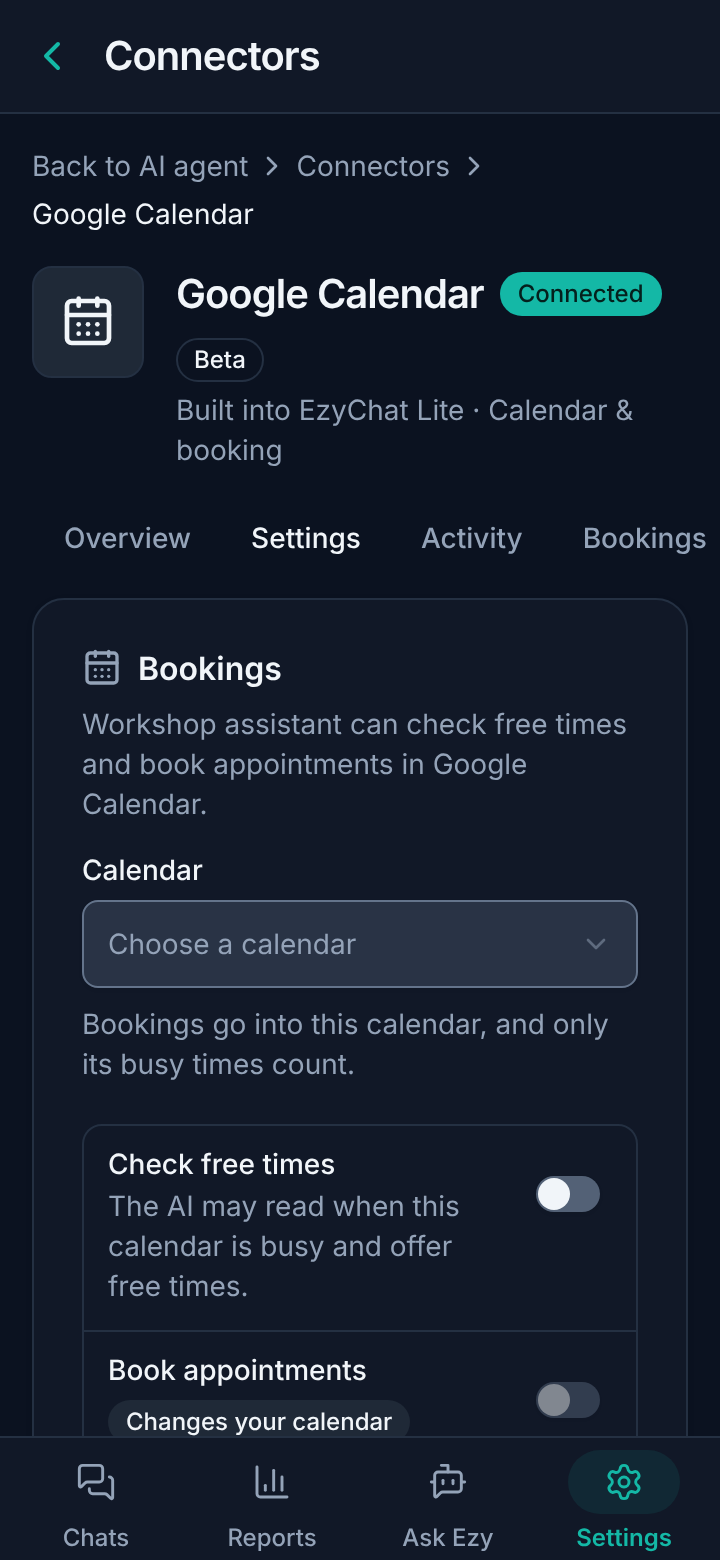 Connectors
Back to AI agent > Connectors >
Google Calendar
Google Calendar Connected
Beta
Built into EzyChat Lite · Calendar &
booking
Overview Settings Activity Bookings
Bookings
Workshop assistant can check free times
and book appointments in Google
Calendar.
Calendar
Choose a calendar
Bookings go into this calendar, and only
its busy times count.
Check free times
The AI may read when this
calendar is busy and offer
free times.
Book appointments
Changes your calendar
Chats Reports Ask Ezy Settings